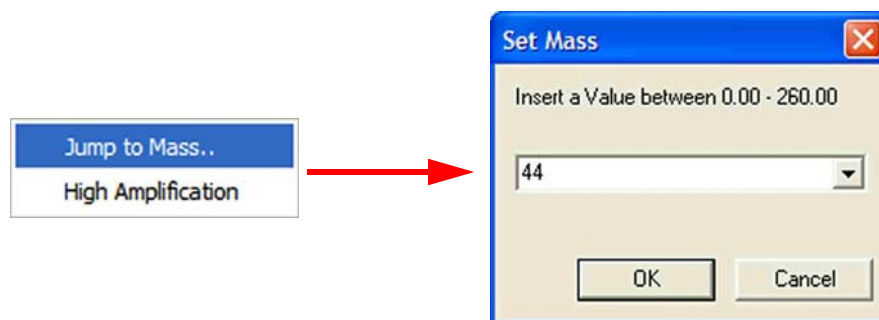 Jump to Mass..
High Amplification
Set Mass
Insert a Value between 0.00 - 260.00
44
OK
Cancel